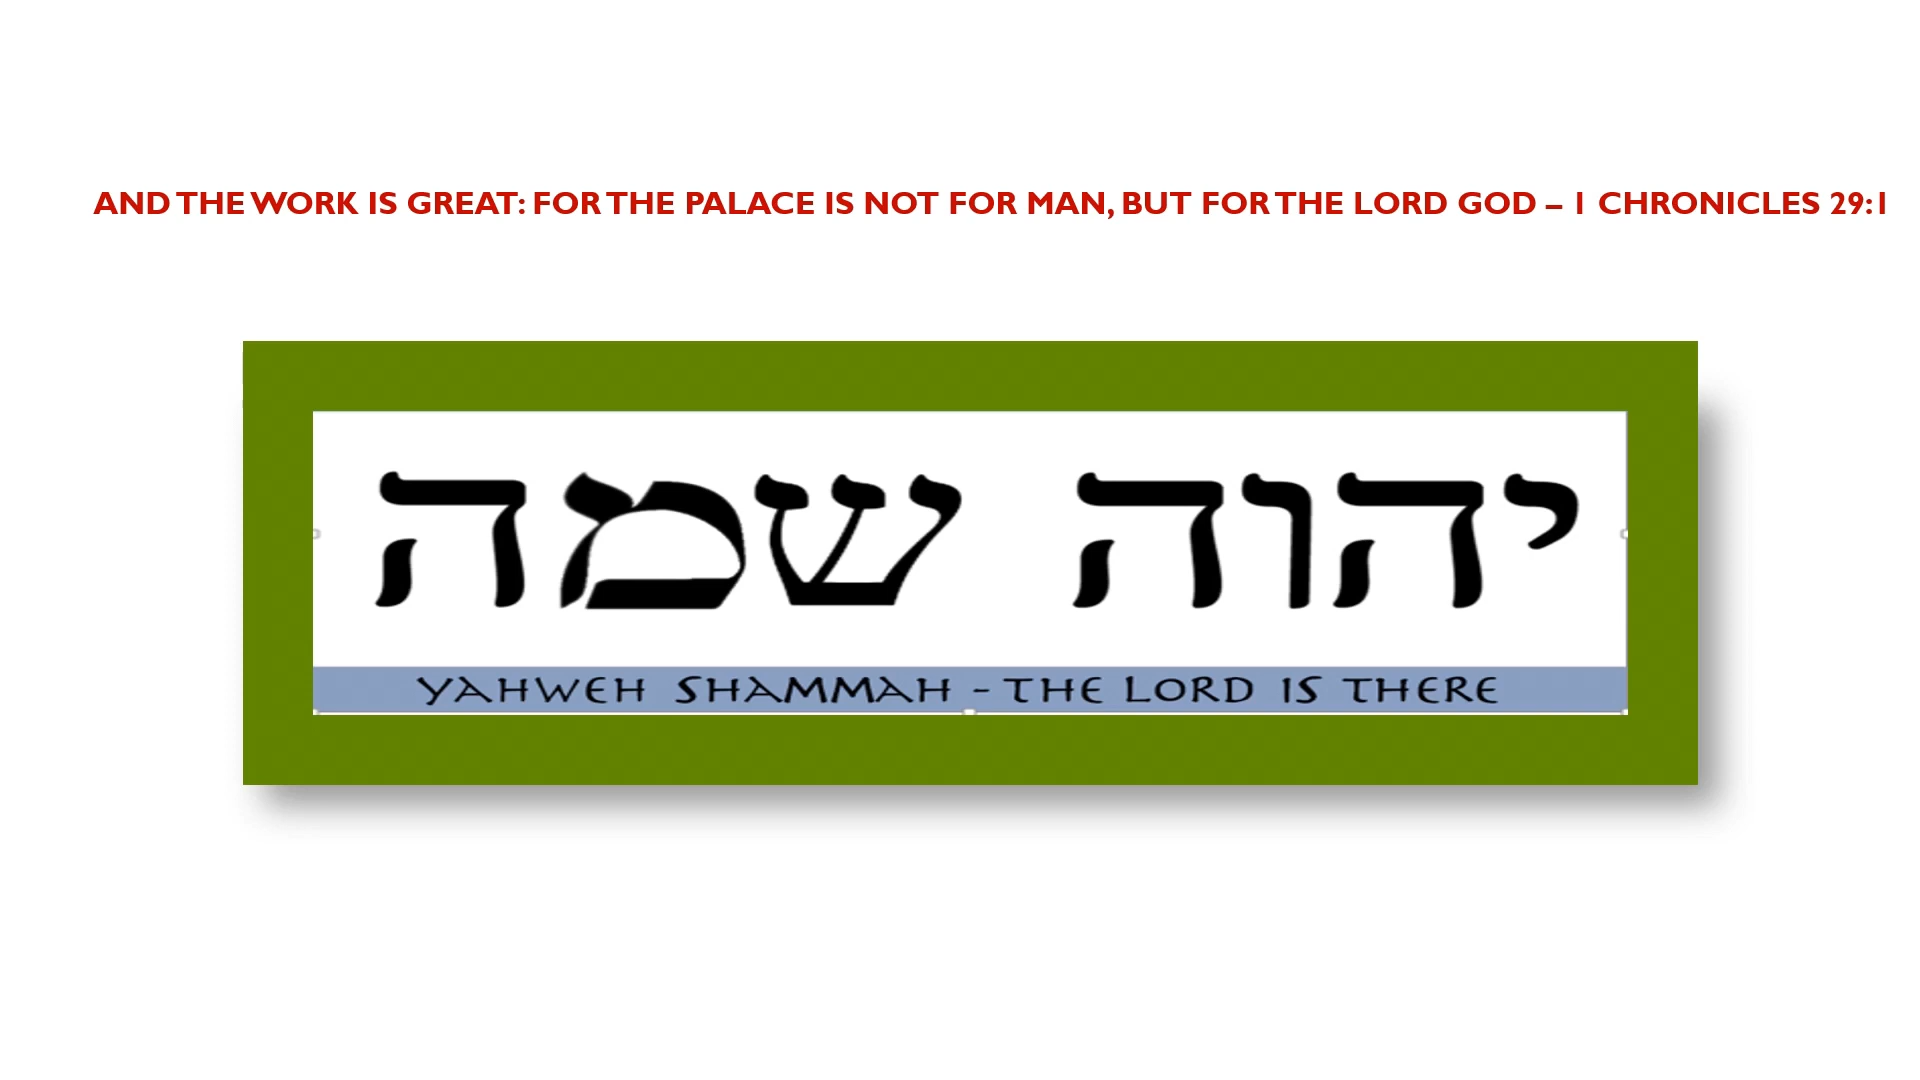 AND THE WORK IS GREAT: FOR THE PALACE IS NOT FOR MAN, BUT FOR THE LORD GOD – 1 CHRONICLES 29:1
יהוה שמה
YAHWEH SHAMMAH - THE LORD IS THERE